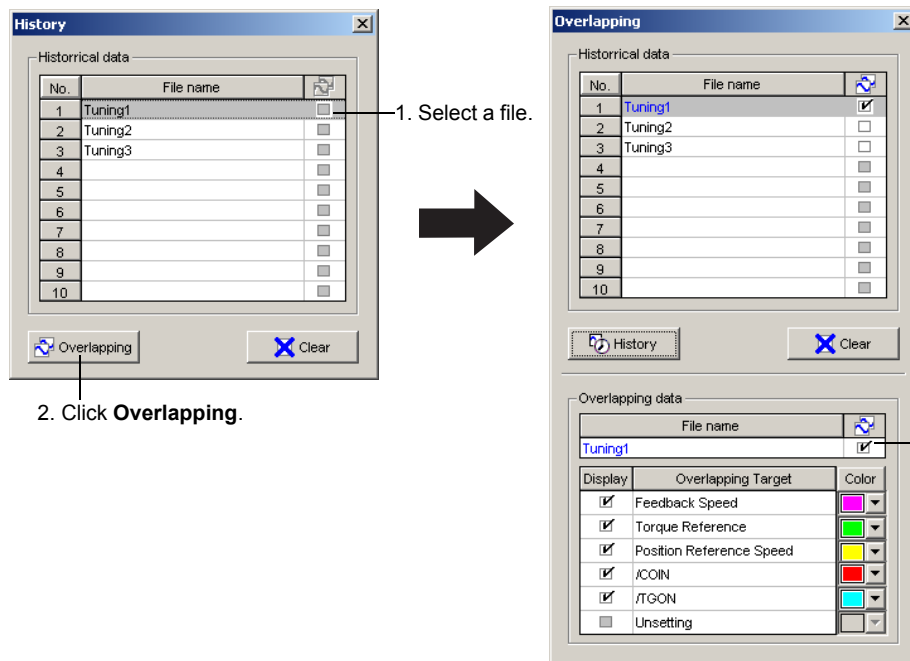 History
Historrical data
No. File name
1 Tuning1
2 Tuning2
3 Tuning3
4
5
6
7
8
9
10
Overlapping
Clear
1. Select a file.
2. Click Overlapping.
Overlapping
Historrical data
No. File name
1 Tuning1
2 Tuning2
3 Tuning3
4
5
6
7
8
9
10
History
Clear
Overlapping data
File name
Tuning1
Display Overlapping Target Color
Feedback Speed
Torque Reference
Position Reference Speed
/COIN
/TGON
Unsetting